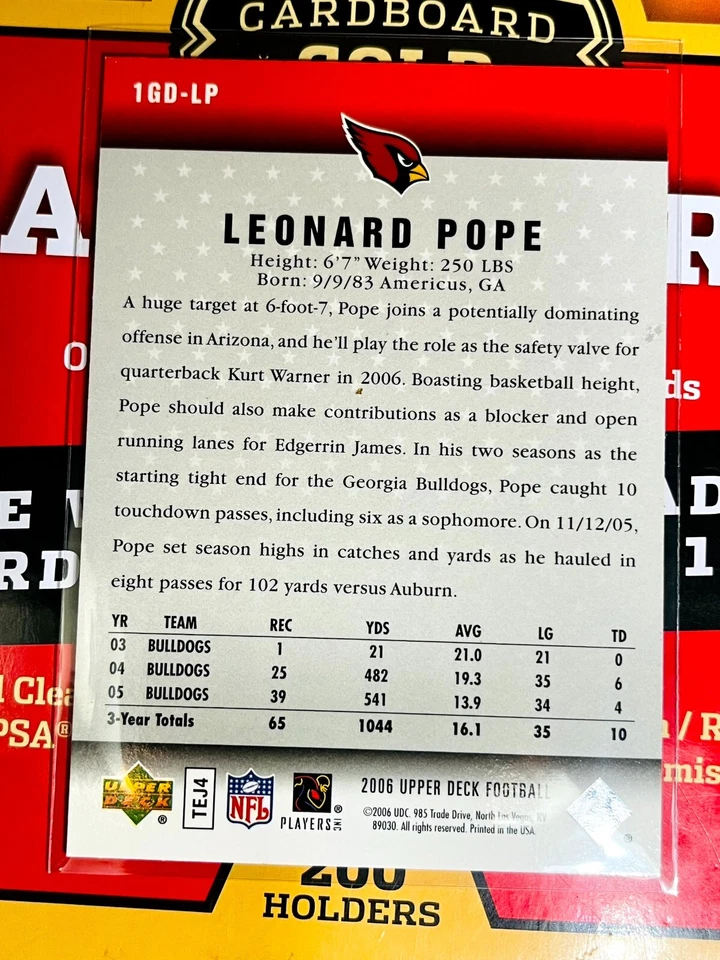 CARDBOARD
GOLD
1GD-LP
A
R
LEONARD POPE
Height: 6'7" Weight: 250 LBS
Born: 9/9/83 Americus, GA
A huge target at 6-foot-7, Pope joins a potentially dominating
offense in Arizona, and he'll play the role as the safety valve for
quarterback Kurt Warner in 2006. Boasting basketball height,
Pope should also make contributions as a blocker and open
running lanes for Edgerrin James. In his two seasons as the
starting tight end for the Georgia Bulldogs, Pope caught 10
touchdown passes, including six as a sophomore. On 11/12/05,
Pope set season highs in catches and yards as he hauled in
eight passes for 102 yards versus Auburn.
YR TEAM REC YDS AVG LG TD
03 BULLDOGS 1 21 21.0 21 0
04 BULLDOGS 25 482 19.3 35 6
05 BULLDOGS 39 541 13.9 34 4
3-Year Totals 65 1044 16.1 35 10
UPPER DECK ®
TEJ4
NFL
PLAYERS INC ®
2006 UPPER DECK FOOTBALL
©2006 UDC. 985 Trade Drive, North Las Vegas, NV
89030. All rights reserved. Printed in the USA.
PSA®
200
HOLDERS